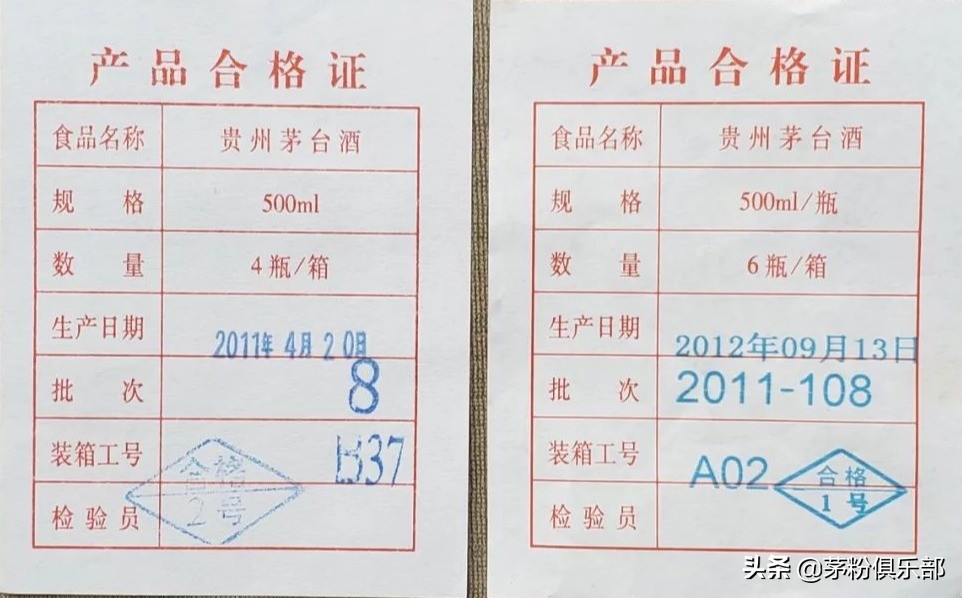 产品合格证
食品名称 贵州茅台酒
规 格 500ml
数 量 4瓶/箱
生产日期 2011年 4月 20日
批 次 8
装箱工号 B37
检验员
合格
2号
产品合格证
食品名称 贵州茅台酒
规 格 500ml/瓶
数 量 6瓶/箱
生产日期 2012年09月13日
批 次 2011-108
装箱工号 A02
检验员
合格
1号
头条 @茅粉俱乐部